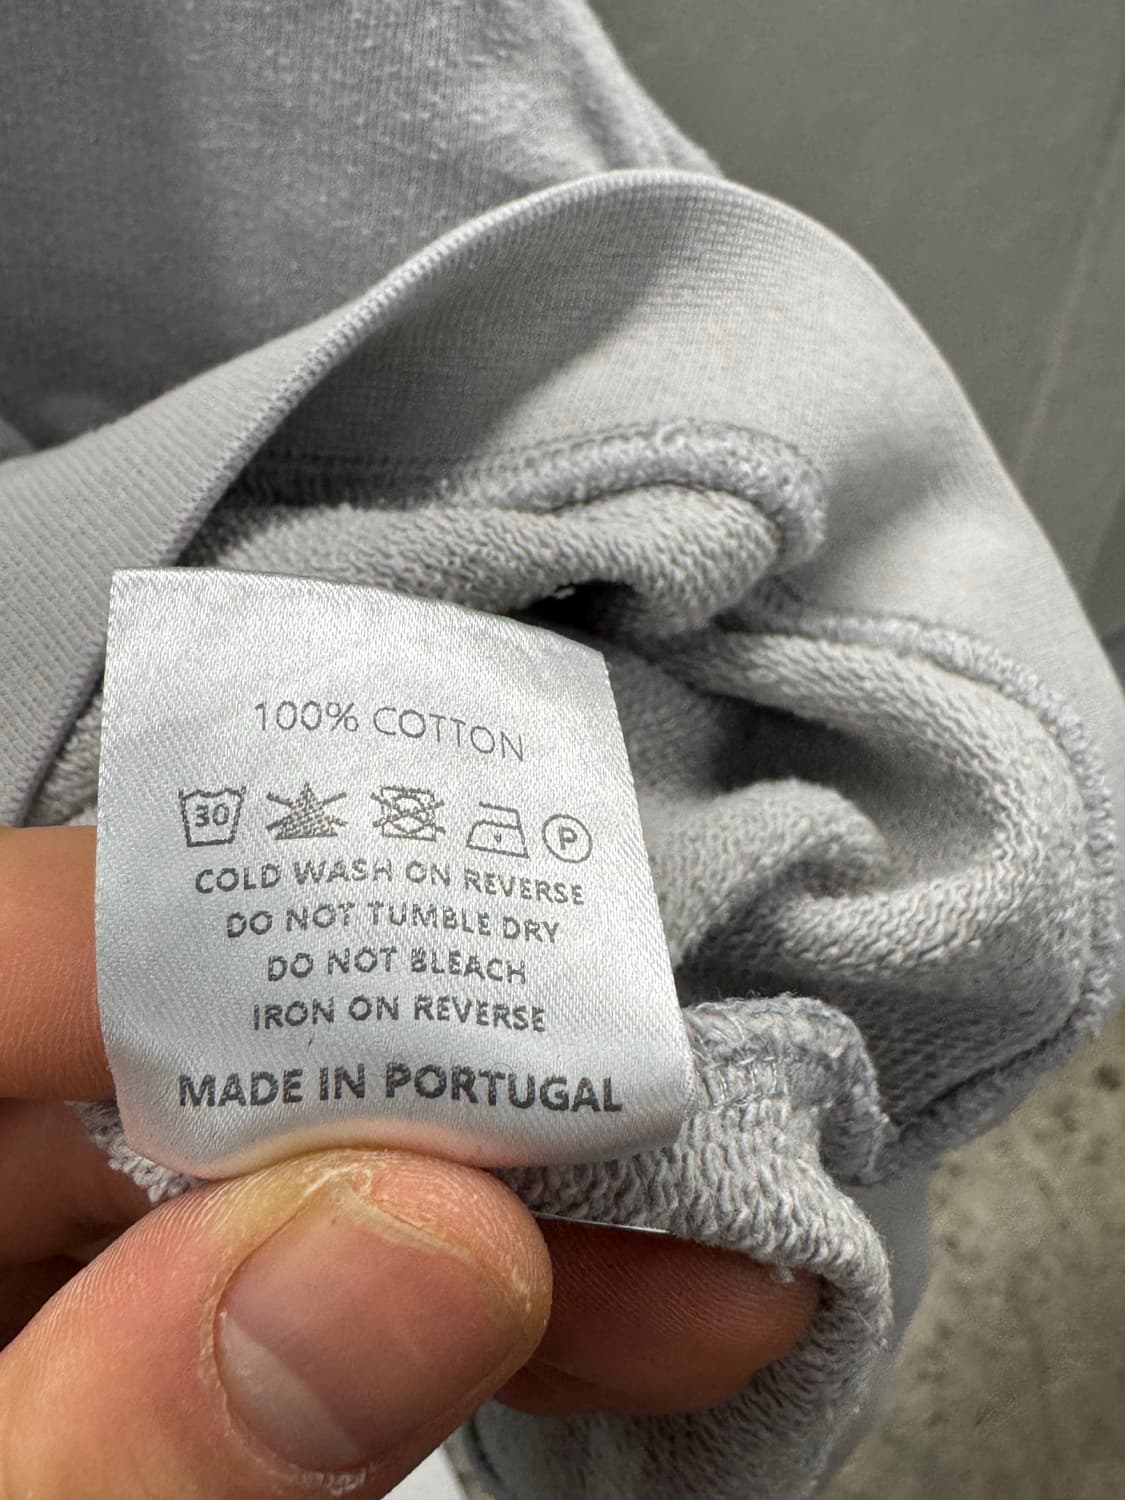 100% COTTON
30 P
COLD WASH ON REVERSE
DO NOT TUMBLE DRY
DO NOT BLEACH
IRON ON REVERSE
MADE IN PORTUGAL